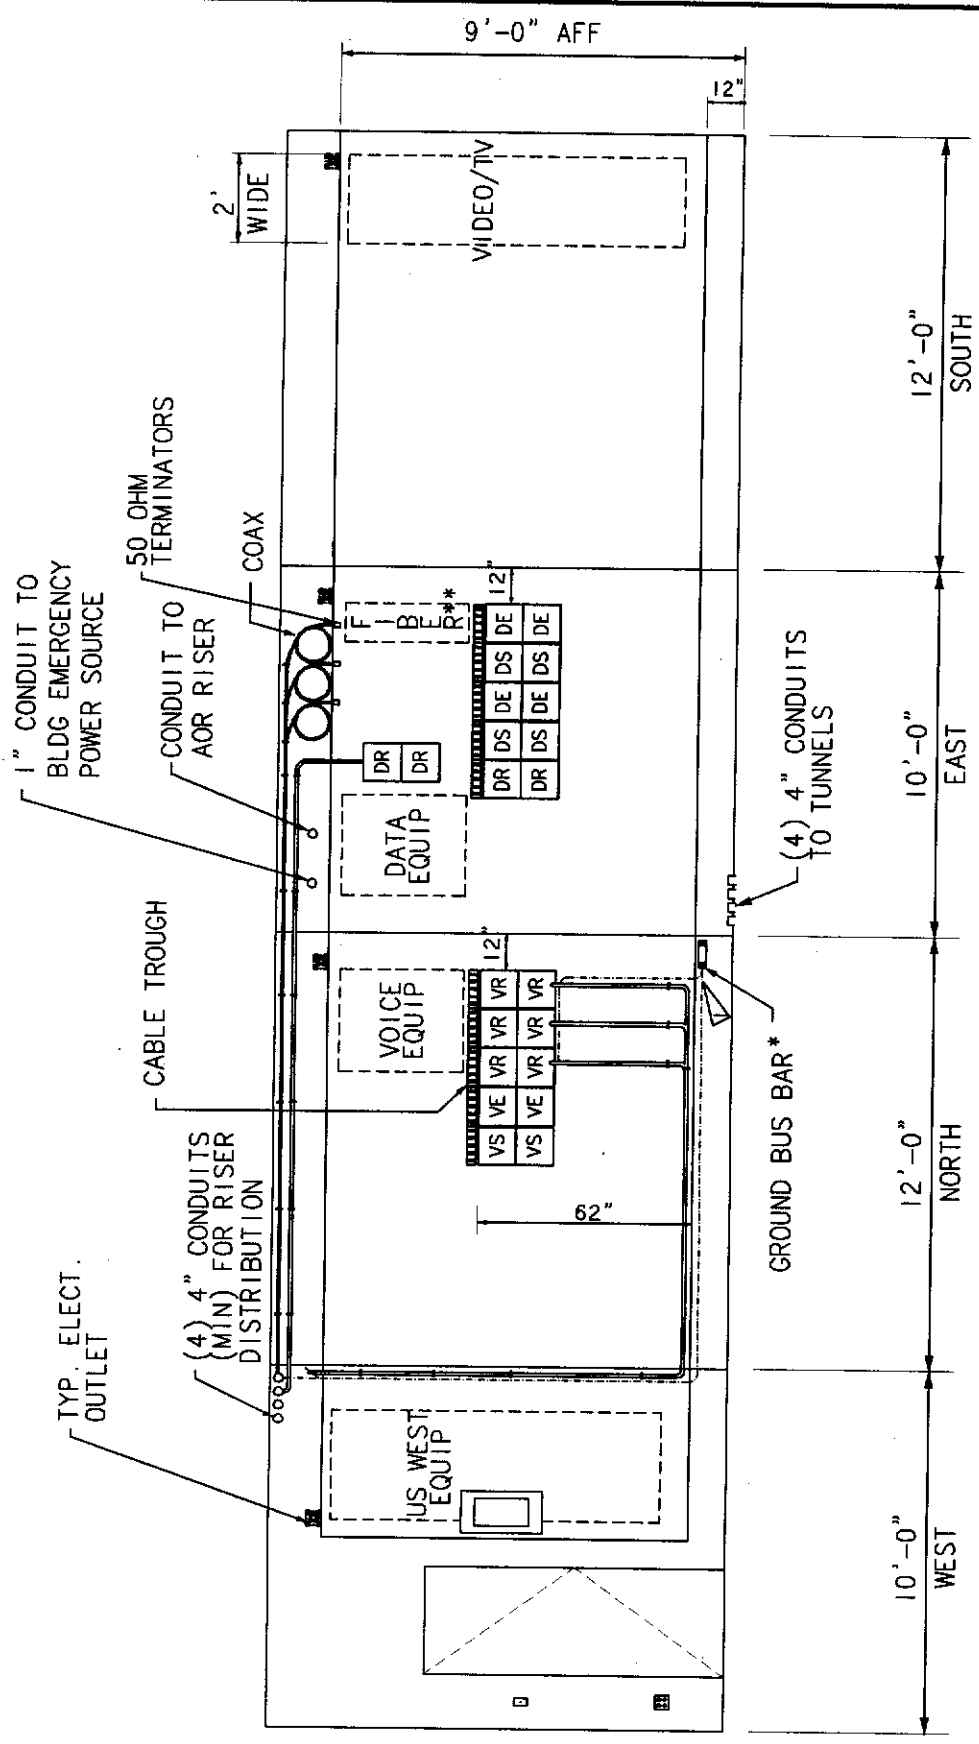 TYP. ELECT.
OUTLET
(4) 4" CONDUITS
(MIN) FOR RISER
DISTRIBUTION
CABLE TROUGH
1" CONDUIT TO
BLDG EMERGENCY
POWER SOURCE
CONDUIT TO
AOR RISER
50 OHM
TERMINATORS
COAX
2'
WIDE
9'-0" AFF
12"
US WEST
EQUIP
VOICE
EQUIP
12"
VS VE VR VR VR
VS VE VR VR VR
62"
DATA
EQUIP
DR
DR
FIBER**
12"
DR DS DE DS DE
DR DS DE DS DE
VIDEO/TV
GROUND BUS BAR*
(4) 4" CONDUITS
TO TUNNELS
10'-0"
WEST
12'-0"
NORTH
10'-0"
EAST
12'-0"
SOUTH